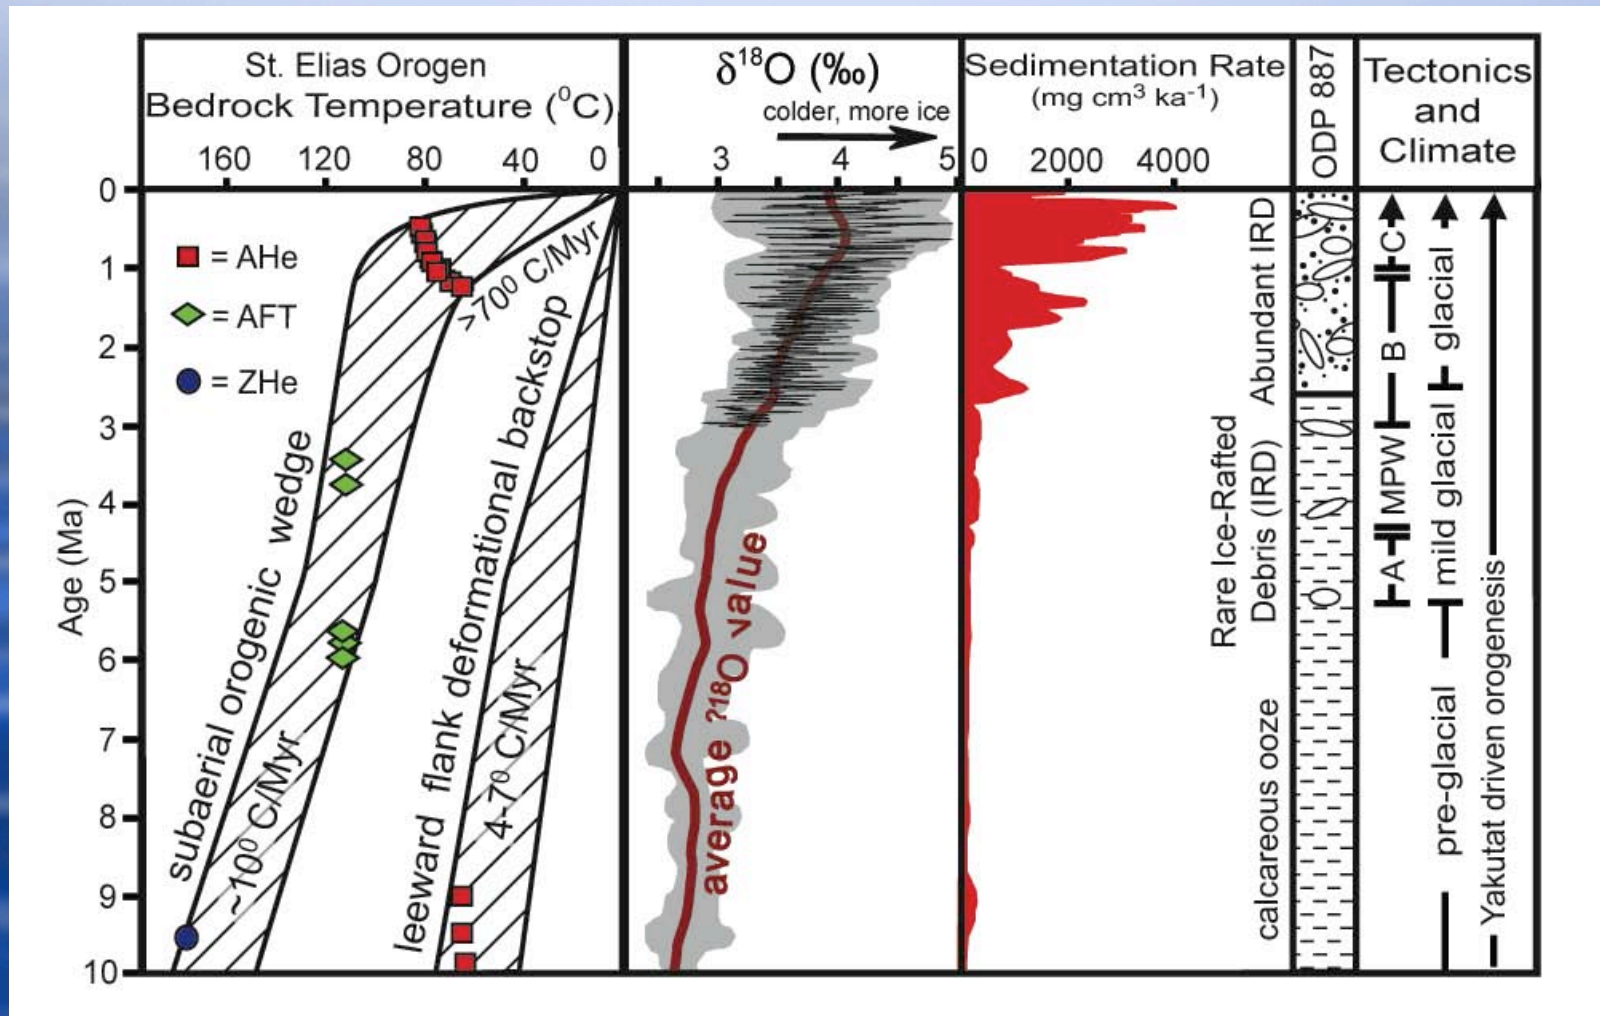 St. Elias Orogen
Bedrock Temperature (⁰C)
160 120 80 40 0
δ¹⁸O (‰)
colder, more ice
3 4 5
Sedimentation Rate
(mg cm³ ka⁻¹)
0 2000 4000
ODP 887
Tectonics
and
Climate
Age (Ma)
0
1
2
3
4
5
6
7
8
9
10
= AHe
= AFT
= ZHe
subaerial orogenic wedge
~10⁰ C/Myr
>70⁰ C/Myr
leeward flank deformational backstop
4-7⁰ C/Myr
average ?¹⁸O value
Abundant IRD
Rare Ice-Rafted
Debris (IRD)
calcareous ooze
C
B
MPW
A
glacial
mild glacial
pre-glacial
Yakutat driven orogenesis